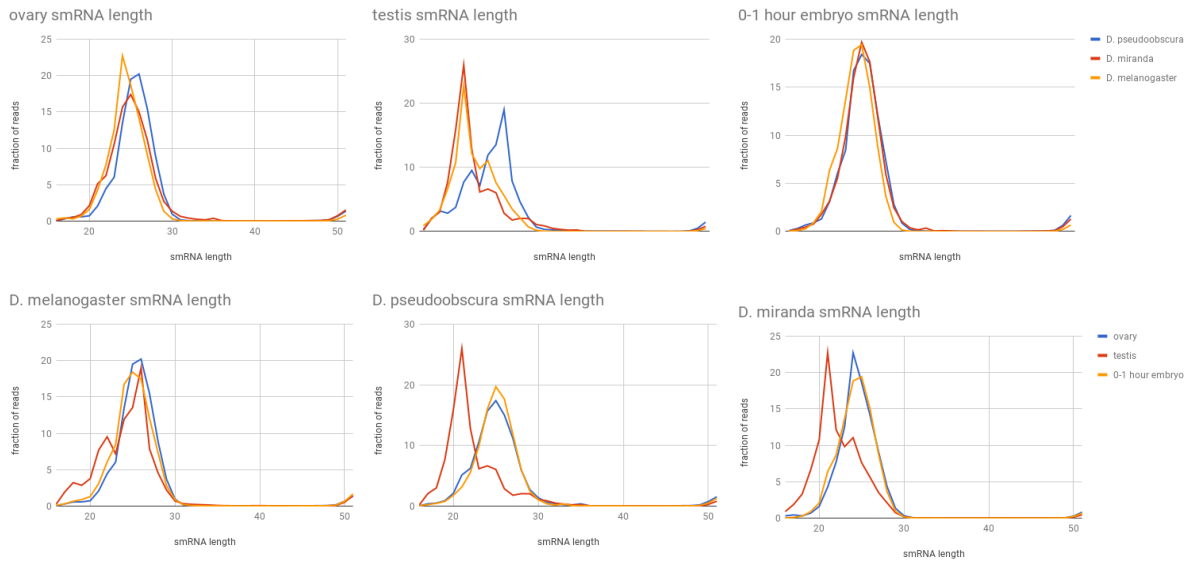 ovary smRNA length
25
20
15
10
5
0
fraction of reads
20
30
40
50
smRNA length
testis smRNA length
30
20
10
0
fraction of reads
smRNA length
0-1 hour embryo smRNA length
20
15
10
5
0
fraction of reads
smRNA length
D. pseudoobscura
D. miranda
D. melanogaster
D. melanogaster smRNA length
25
20
15
10
5
0
fraction of reads
20
30
40
50
smRNA length
D. pseudoobscura smRNA length
30
20
10
0
fraction of reads
20
30
40
50
smRNA length
D. miranda smRNA length
25
20
15
10
5
0
fraction of reads
20
30
40
50
smRNA length
ovary
testis
0-1 hour embryo